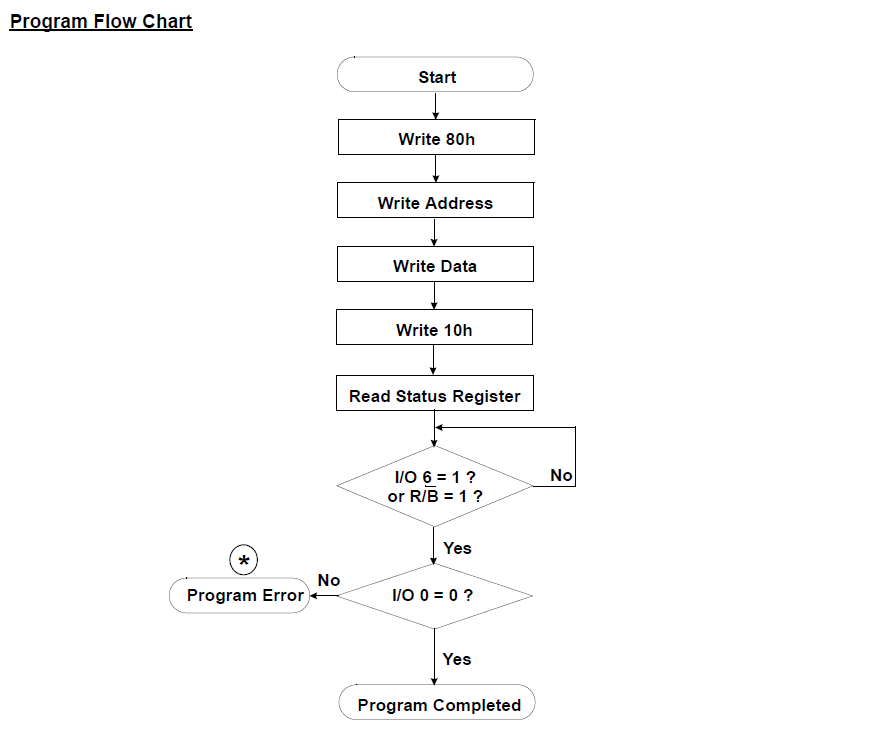 Program Flow Chart
Start
Write 80h
Write Address
Write Data
Write 10h
Read Status Register
I/O 6 = 1 ?
or R/B̅ = 1 ?
No
Yes
*
No
Program Error
I/O 0 = 0 ?
Yes
Program Completed